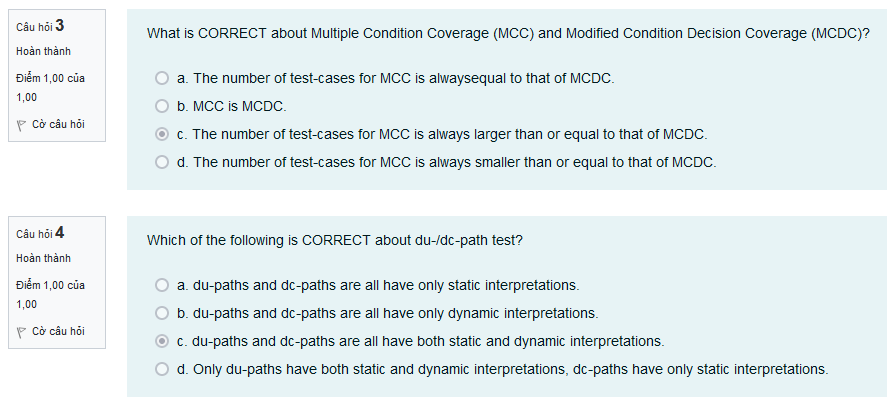 Câu hỏi 3
Hoàn thành
Điểm 1,00 của
1,00
Cờ câu hỏi
What is CORRECT about Multiple Condition Coverage (MCC) and Modified Condition Decision Coverage (MCDC)?
a. The number of test-cases for MCC is alwaysequal to that of MCDC.
b. MCC is MCDC.
c. The number of test-cases for MCC is always larger than or equal to that of MCDC.
d. The number of test-cases for MCC is always smaller than or equal to that of MCDC.
Câu hỏi 4
Hoàn thành
Điểm 1,00 của
1,00
Cờ câu hỏi
Which of the following is CORRECT about du-/dc-path test?
a. du-paths and dc-paths are all have only static interpretations.
b. du-paths and dc-paths are all have only dynamic interpretations.
c. du-paths and dc-paths are all have both static and dynamic interpretations.
d. Only du-paths have both static and dynamic interpretations, dc-paths have only static interpretations.